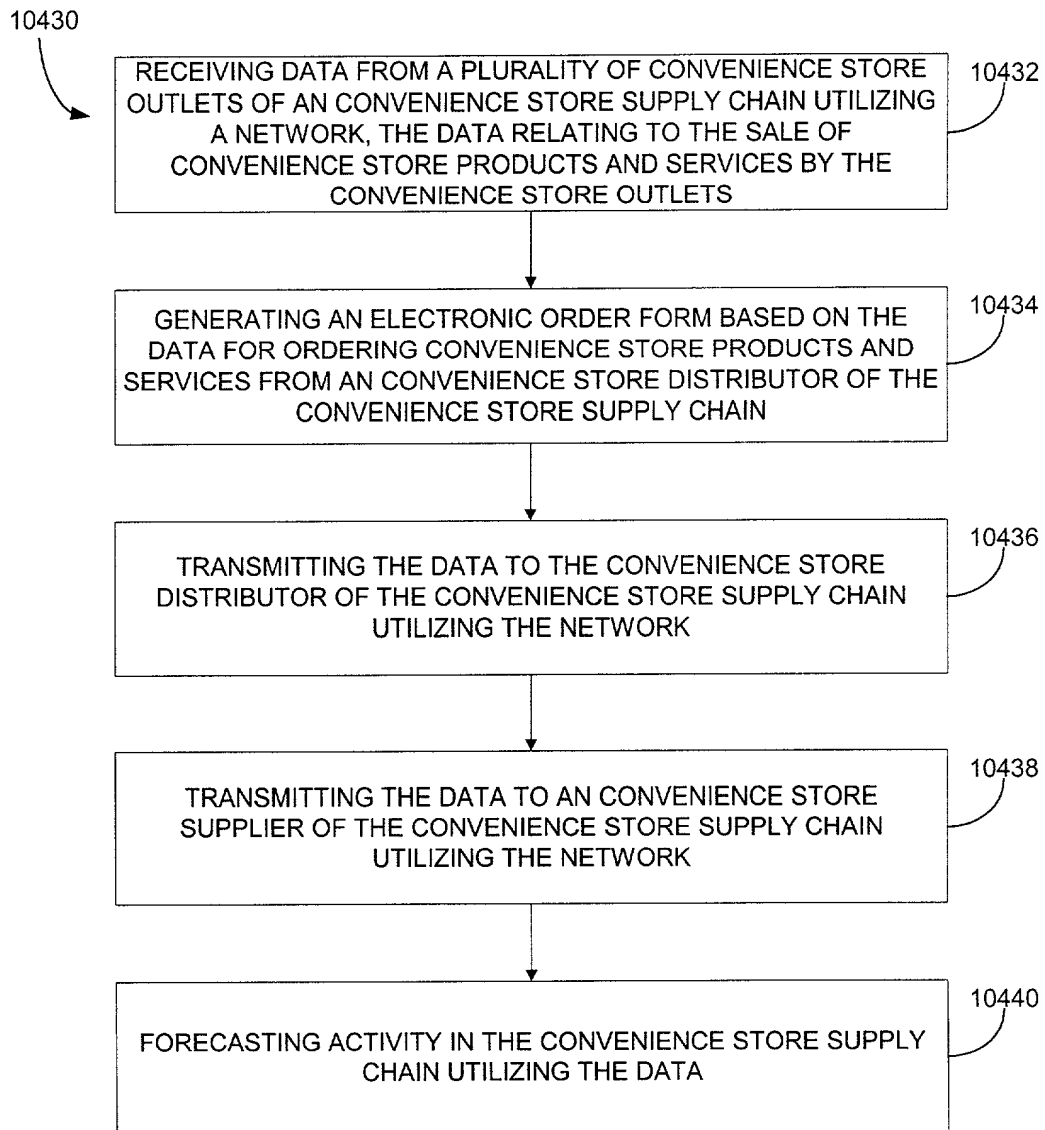 10430
RECEIVING DATA FROM A PLURALITY OF CONVENIENCE STORE
OUTLETS OF AN CONVENIENCE STORE SUPPLY CHAIN UTILIZING
A NETWORK, THE DATA RELATING TO THE SALE OF
CONVENIENCE STORE PRODUCTS AND SERVICES BY THE
CONVENIENCE STORE OUTLETS
10432
GENERATING AN ELECTRONIC ORDER FORM BASED ON THE
DATA FOR ORDERING CONVENIENCE STORE PRODUCTS AND
SERVICES FROM AN CONVENIENCE STORE DISTRIBUTOR OF THE
CONVENIENCE STORE SUPPLY CHAIN
10434
TRANSMITTING THE DATA TO THE CONVENIENCE STORE
DISTRIBUTOR OF THE CONVENIENCE STORE SUPPLY CHAIN
UTILIZING THE NETWORK
10436
TRANSMITTING THE DATA TO AN CONVENIENCE STORE
SUPPLIER OF THE CONVENIENCE STORE SUPPLY CHAIN
UTILIZING THE NETWORK
10438
FORECASTING ACTIVITY IN THE CONVENIENCE STORE SUPPLY
CHAIN UTILIZING THE DATA
10440